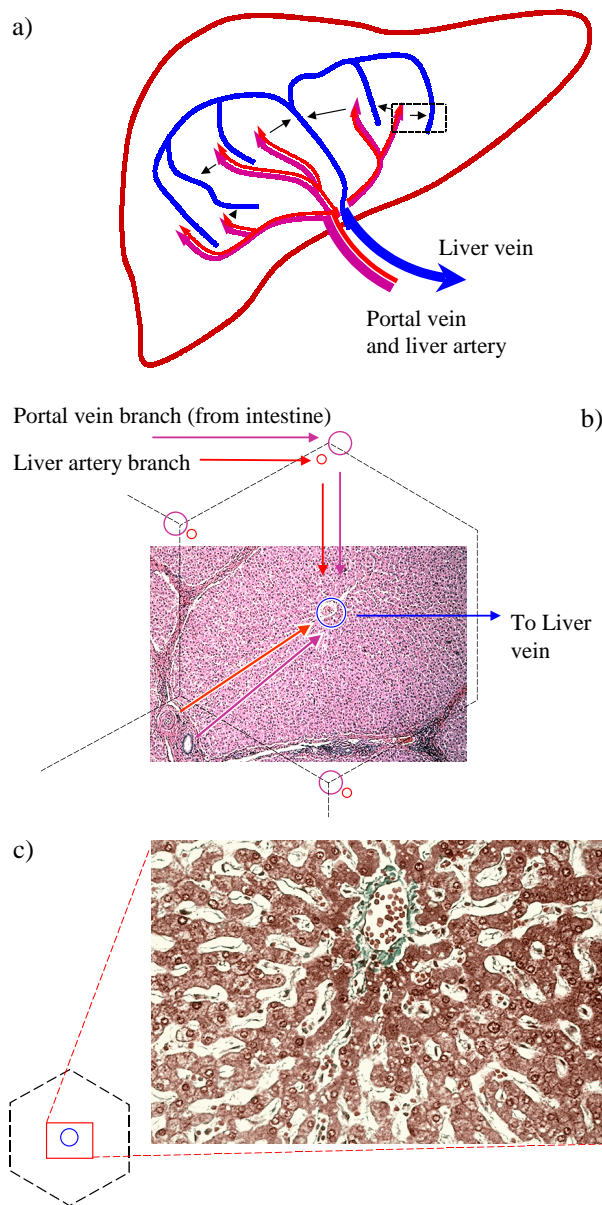 a)
Liver vein
Portal vein
and liver artery
Portal vein branch (from intestine)
b)
Liver artery branch
To Liver
vein
c)